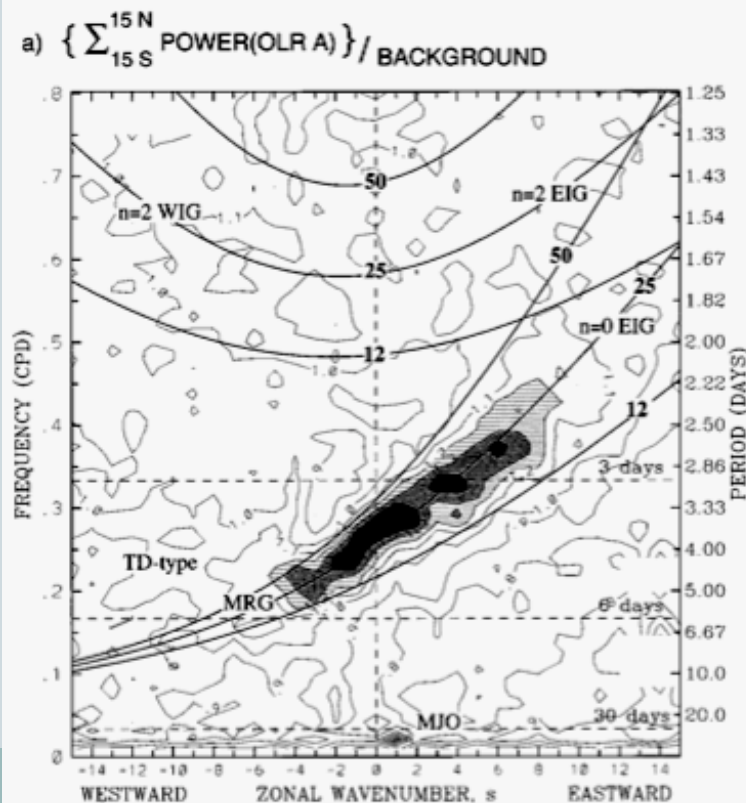 a) { ∑ 15 N 15 S POWER(OLR A) } / BACKGROUND
.8 1.25
1.33
.7 1.43
50
n=2 EIG
n=2 WIG
1.54
.6 1.67
50
25
25
1.82
n=0 EIG
.5 2.00
12
2.22
12
.4 2.50
3 days
2.86
.3 3.33
TD-type
4.00
.2 5.00
MRG
6 days
6.67
.1 10.0
MJO
30 days
20.0
0
FREQUENCY (CPD)
PERIOD (DAYS)
-14 -12 -10 -8 -6 -4 -2 0 2 4 6 8 10 12 14
WESTWARD ZONAL WAVENUMBER, s EASTWARD